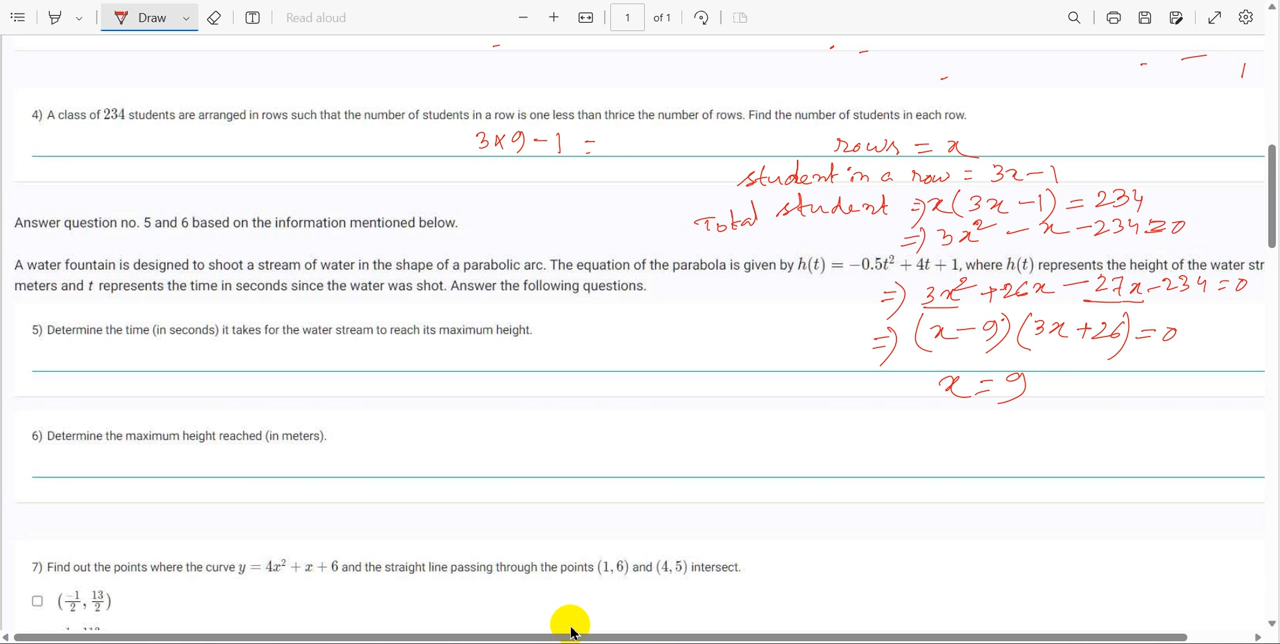 Draw
Read aloud
1 of 1
4) A class of 234 students are arranged in rows such that the number of students in a row is one less than thrice the number of rows. Find the number of students in each row.
3×9-1 =
rows = x
student in a row = 3x-1
Total student ⇒ x(3x-1) = 234
⇒ 3x² - x - 234 = 0
Answer question no. 5 and 6 based on the information mentioned below.
A water fountain is designed to shoot a stream of water in the shape of a parabolic arc. The equation of the parabola is given by h(t) = −0.5t² + 4t + 1, where h(t) represents the height of the water str
meters and t represents the time in seconds since the water was shot. Answer the following questions.
⇒ 3x² + 26x - 27x - 234 = 0
5) Determine the time (in seconds) it takes for the water stream to reach its maximum height.
⇒ (x-9)(3x+26) = 0
x = 9
6) Determine the maximum height reached (in meters).
7) Find out the points where the curve y = 4x² + x + 6 and the straight line passing through the points (1, 6) and (4, 5) intersect.
(-1/2, 13/2)